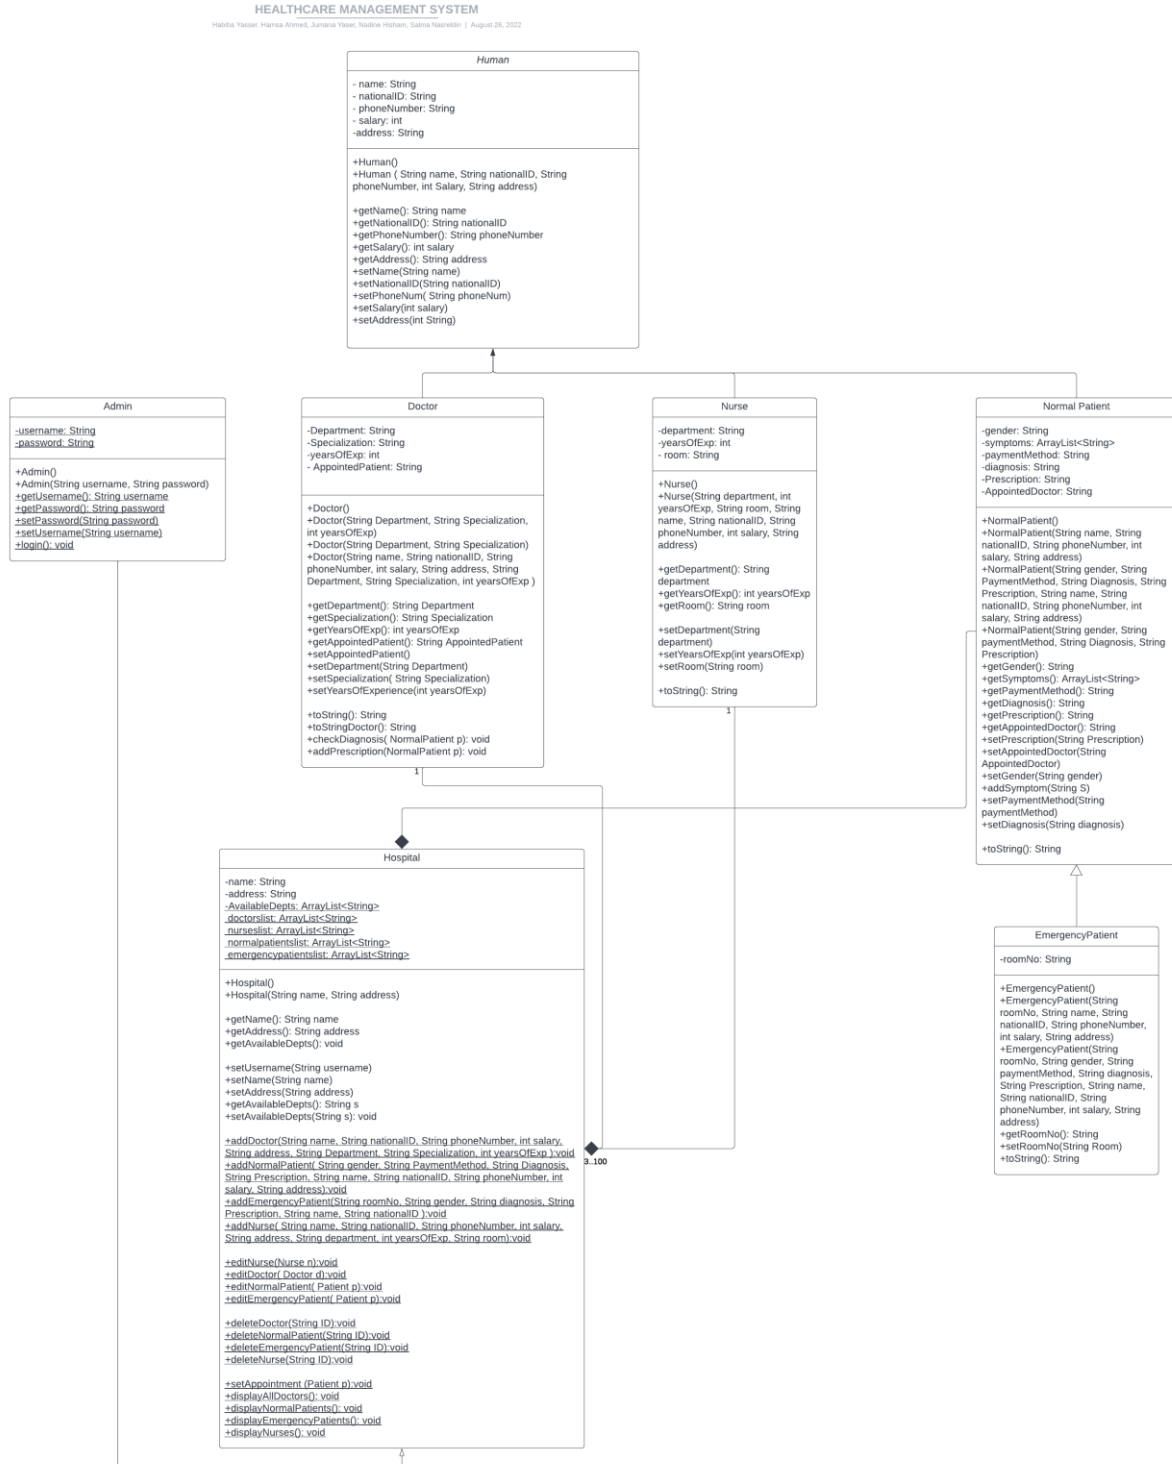 HEALTHCARE MANAGEMENT SYSTEM
Habiba Yasser, Hamsa Ahmed, Jumana Yaser, Nadine Hisham, Salma Nasreldin | August 26, 2022
Human
- name: String
- nationalID: String
- phoneNumber: String
- salary: int
-address: String
+Human()
+Human ( String name, String nationalID, String
phoneNumber, int Salary, String address)
+getName(): String name
+getNationalID(): String nationalID
+getPhoneNumber(): String phoneNumber
+getSalary(): int salary
+getAddress(): String address
+setName(String name)
+setNationalID(String nationalID)
+setPhoneNum( String phoneNum)
+setSalary(int salary)
+setAddress(int String)
Admin
-username: String
-password: String
+Admin()
+Admin(String username, String password)
+getUsername(): String username
+getPassword(): String password
+setPassword(String password)
+setUsername(String username)
+login(): void
Doctor
-Department: String
-Specialization: String
-yearsOfExp: int
- AppointedPatient: String
+Doctor()
+Doctor(String Department, String Specialization,
int yearsOfExp)
+Doctor(String Department, String Specialization)
+Doctor(String name, String nationalID, String
phoneNumber, int salary, String address, String
Department, String Specialization, int yearsOfExp )
+getDepartment(): String Department
+getSpecialization(): String Specialization
+getYearsOfExp(): int yearsOfExp
+getAppointedPatient(): String AppointedPatient
+setAppointedPatient()
+setDepartment(String Department)
+setSpecialization( String Specialization)
+setYearsOfExperience(int yearsOfExp)
+toString(): String
+toStringDoctor(): String
+checkDiagnosis( NormalPatient p): void
+addPrescription(NormalPatient p): void
1
Nurse
-department: String
-yearsOfExp: int
- room: String
+Nurse()
+Nurse(String department, int
yearsOfExp, String room, String
name, String nationalID, String
phoneNumber, int salary, String
address)
+getDepartment(): String
department
+getYearsOfExp(): int yearsOfExp
+getRoom(): String room
+setDepartment(String
department)
+setYearsOfExp(int yearsOfExp)
+setRoom(String room)
+toString(): String
1
Normal Patient
-gender: String
-symptoms: ArrayList<String>
-paymentMethod: String
-diagnosis: String
-Prescription: String
-AppointedDoctor: String
+NormalPatient()
+NormalPatient(String name, String
nationalID, String phoneNumber, int
salary, String address)
+NormalPatient(String gender, String
PaymentMethod, String Diagnosis, String
Prescription, String name, String
nationalID, String phoneNumber, int
salary, String address)
+NormalPatient(String gender, String
paymentMethod, String Diagnosis, String
Prescription)
+getGender(): String
+getSymptoms(): ArrayList<String>
+getPaymentMethod(): String
+getDiagnosis(): String
+getPrescription(): String
+getAppointedDoctor(): String
+setPrescription(String Prescription)
+setAppointedDoctor(String
AppointedDoctor)
+setGender(String gender)
+addSymptom(String S)
+setPaymentMethod(String
paymentMethod)
+setDiagnosis(String diagnosis)
+toString(): String
Hospital
-name: String
-address: String
-AvailableDepts: ArrayList<String>
doctorslist: ArrayList<String>
nurseslist: ArrayList<String>
normalpatientslist: ArrayList<String>
emergencypatientslist: ArrayList<String>
+Hospital()
+Hospital(String name, String address)
+getName(): String name
+getAddress(): String address
+getAvailableDepts(): void
+setUsername(String username)
+setName(String name)
+setAddress(String address)
+getAvailableDepts(): String s
+setAvailableDepts(String s): void
+addDoctor(String name, String nationalID, String phoneNumber, int salary,
String address, String Department, String Specialization, int yearsOfExp ):void
+addNormalPatient( String gender, String PaymentMethod, String Diagnosis,
String Prescription, String name, String nationalID, String phoneNumber, int
salary, String address):void
+addEmergencyPatient(String roomNo, String gender, String diagnosis, String
Prescription, String name, String nationalID ):void
+addNurse( String name, String nationalID, String phoneNumber, int salary,
String address, String department, int yearsOfExp, String room):void
+editNurse(Nurse n):void
+editDoctor( Doctor d):void
+editNormalPatient( Patient p):void
+editEmergencyPatient( Patient p):void
+deleteDoctor(String ID):void
+deleteNormalPatient(String ID):void
+deleteEmergencyPatient(String ID):void
+deleteNurse(String ID):void
+setAppointment (Patient p):void
+displayAllDoctors(): void
+displayNormalPatients(): void
+displayEmergencyPatients(): void
+displayNurses(): void
3..100
EmergencyPatient
-roomNo: String
+EmergencyPatient()
+EmergencyPatient(String
roomNo, String name, String
nationalID, String phoneNumber,
int salary, String address)
+EmergencyPatient(String
roomNo, String gender, String
paymentMethod, String diagnosis,
String Prescription, String name,
String nationalID, String
phoneNumber, int salary, String
address)
+getRoomNo(): String
+setRoomNo(String Room)
+toString(): String